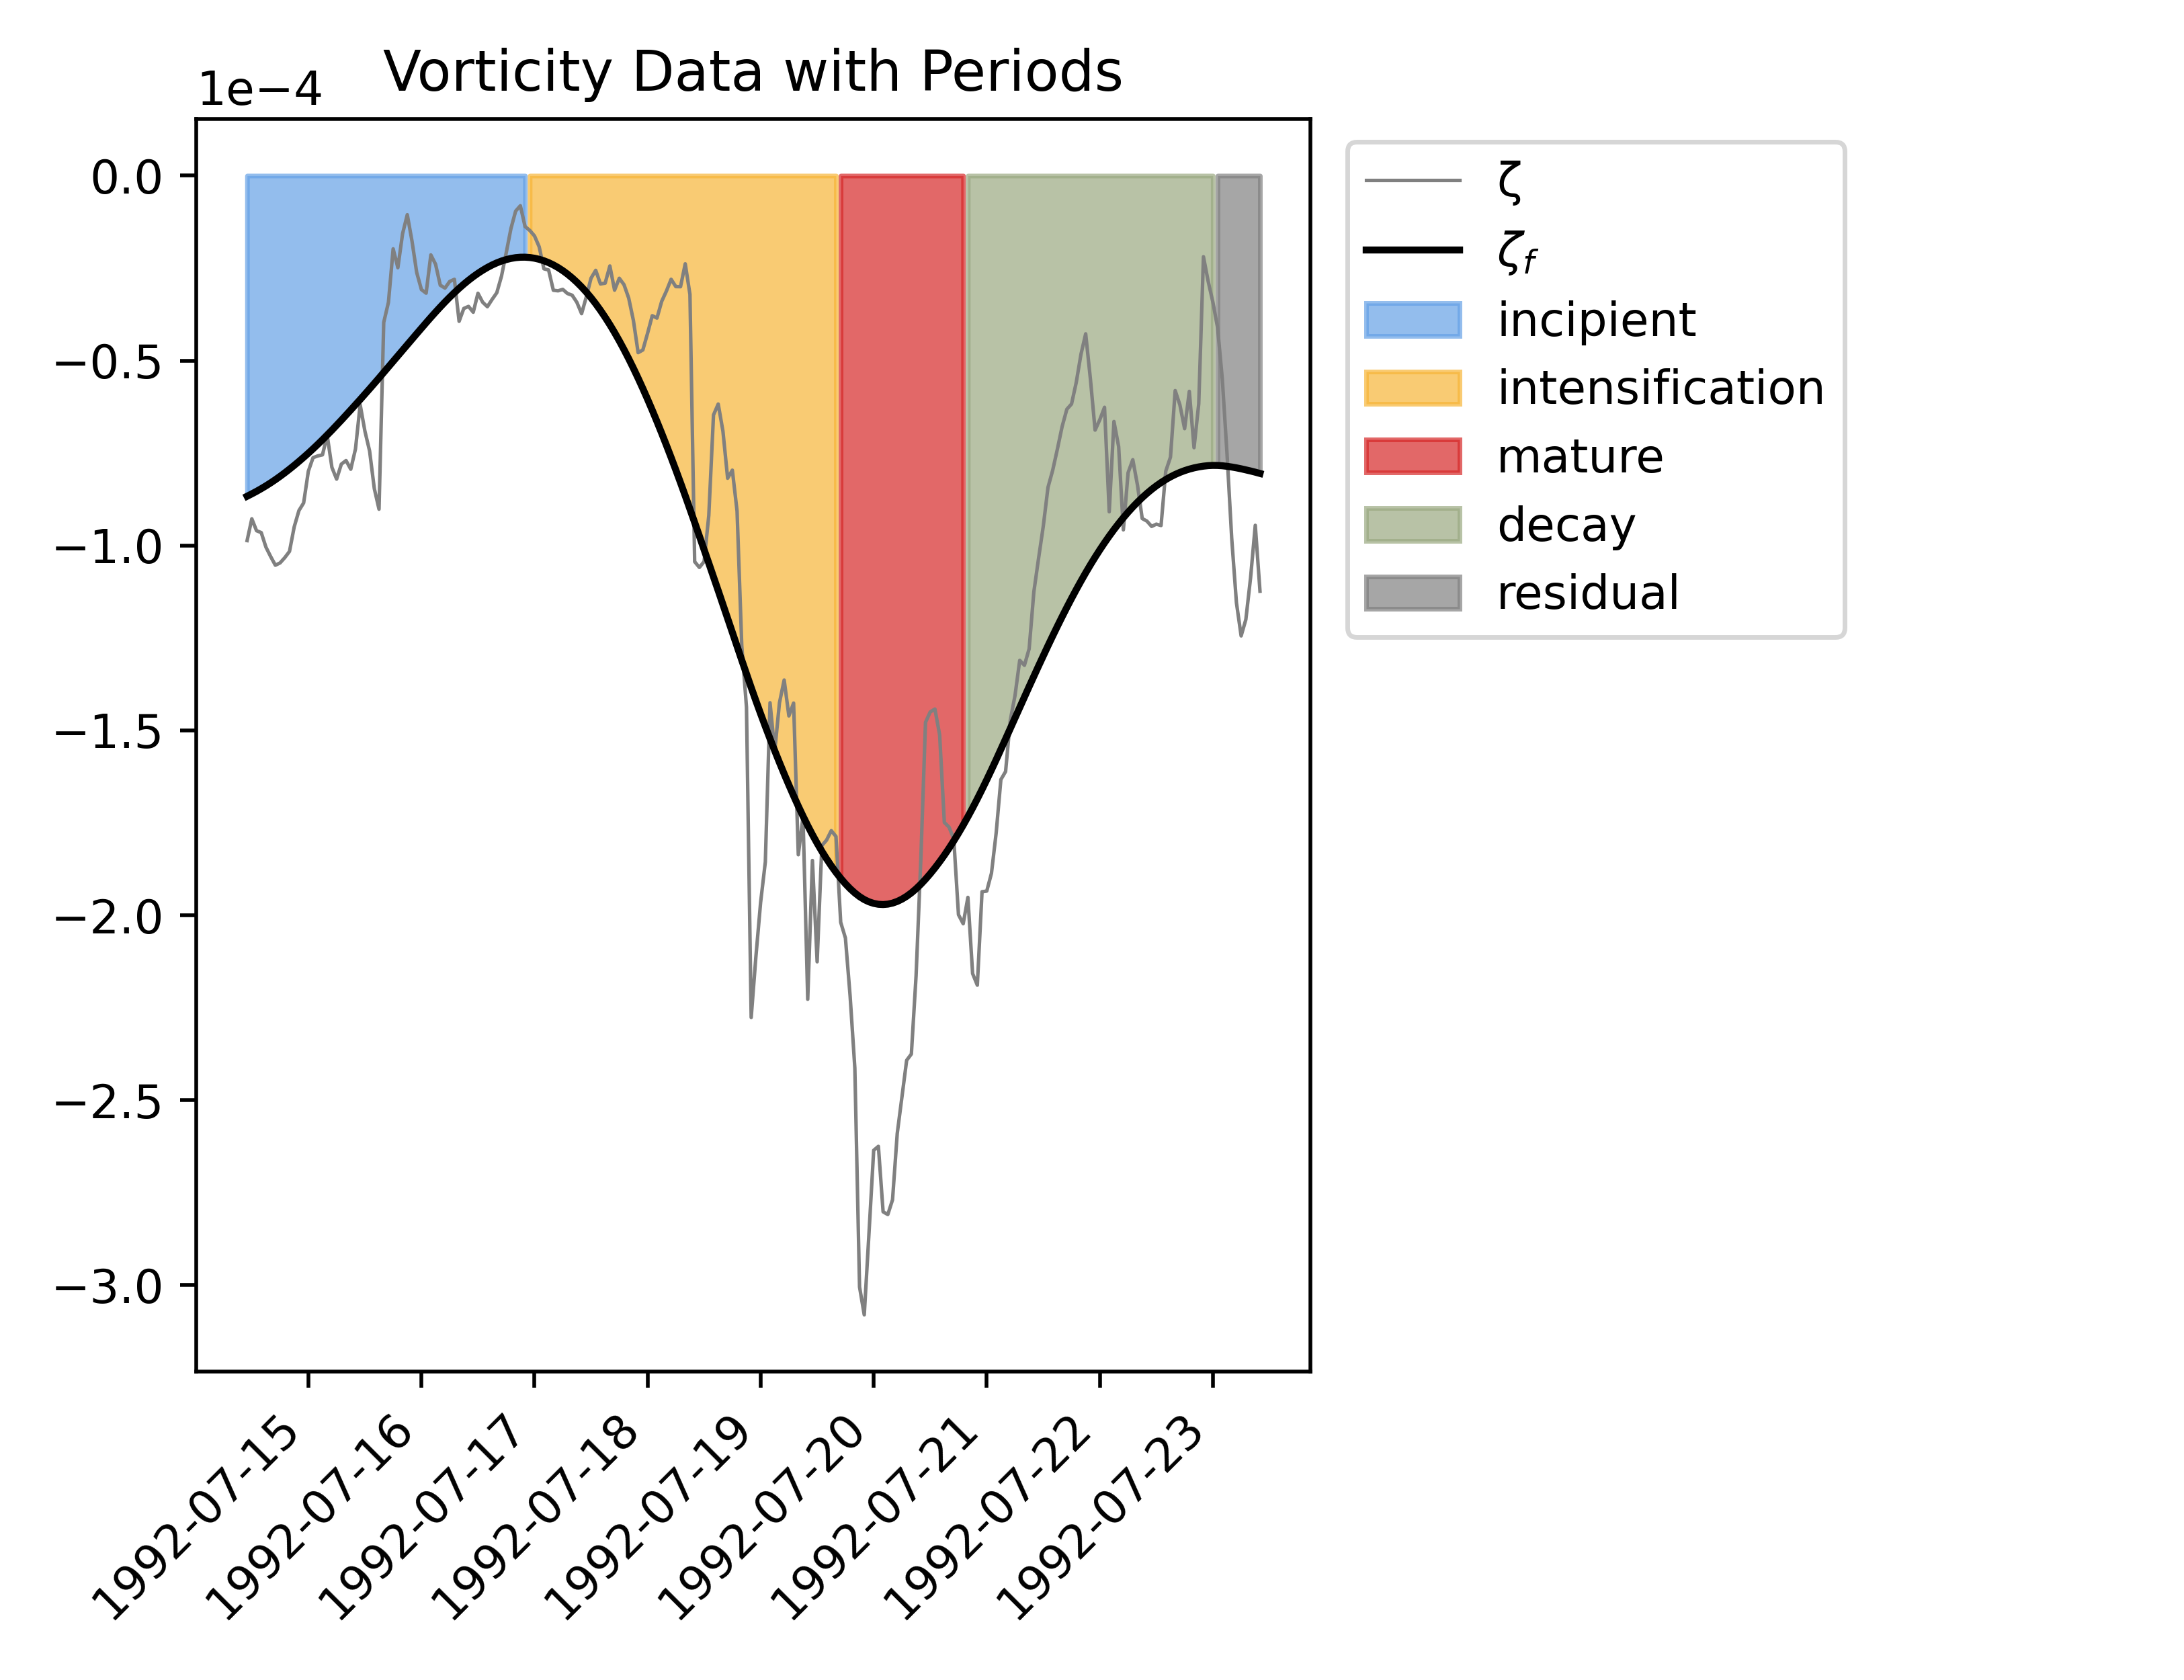 Vorticity Data with Periods
1e−4
0.0
−0.5
−1.0
−1.5
−2.0
−2.5
−3.0
1992-07-15
1992-07-16
1992-07-17
1992-07-18
1992-07-19
1992-07-20
1992-07-21
1992-07-22
1992-07-23
ζ
ζf
incipient
intensification
mature
decay
residual